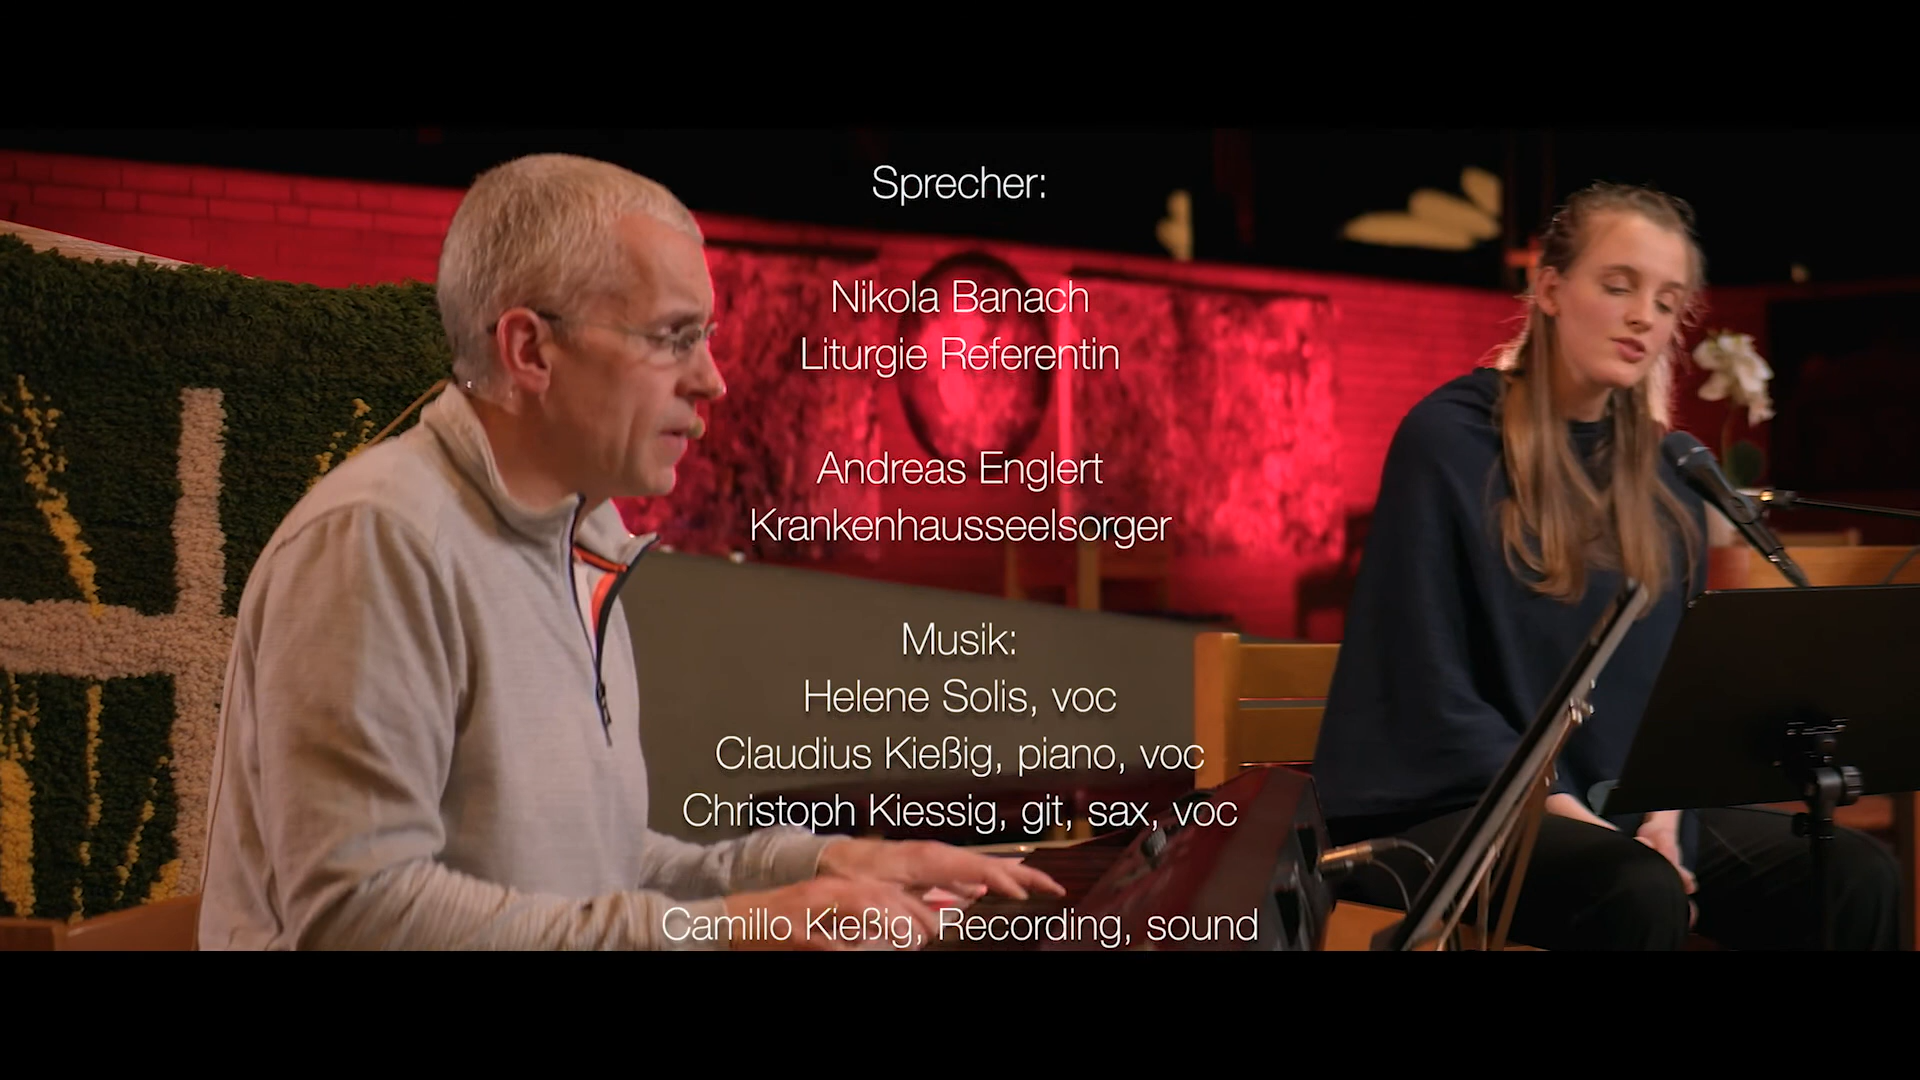 Sprecher:
Nikola Banach
Liturgie Referentin
Andreas Englert
Krankenhausseelsorger
Musik:
Helene Solis, voc
Claudius Kießig, piano, voc
Christoph Kiessig, git, sax, voc
Camillo Kießig, Recording, sound